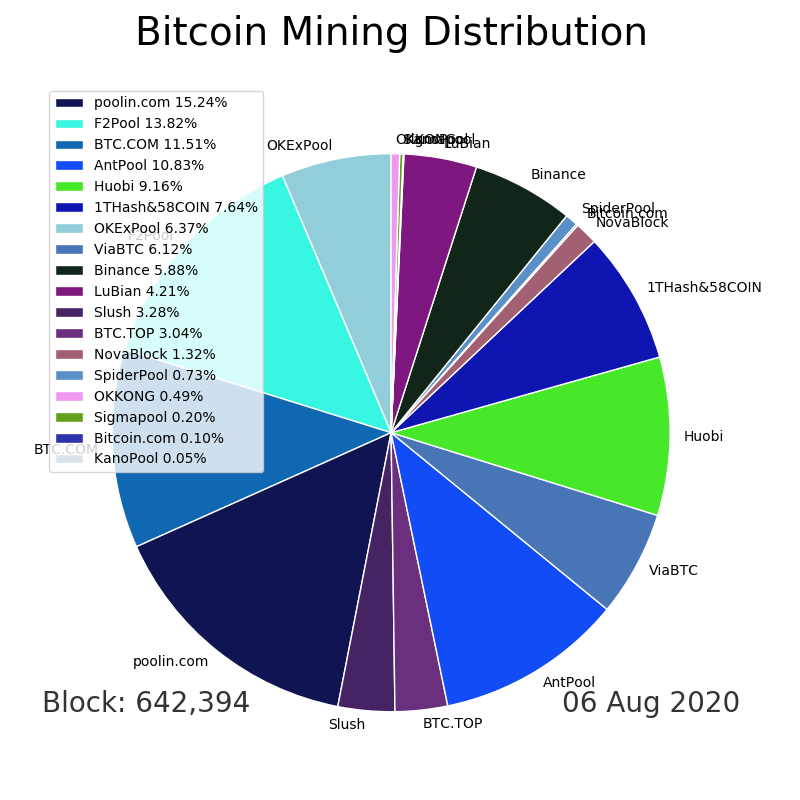 Bitcoin Mining Distribution
poolin.com 15.24%
F2Pool 13.82%
BTC.COM 11.51%
AntPool 10.83%
Huobi 9.16%
1THash&58COIN 7.64%
OKExPool 6.37%
ViaBTC 6.12%
Binance 5.88%
LuBian 4.21%
Slush 3.28%
BTC.TOP 3.04%
NovaBlock 1.32%
SpiderPool 0.73%
OKKONG 0.49%
Sigmapool 0.20%
Bitcoin.com 0.10%
KanoPool 0.05%
OKKONG
Sigmapool
KanoPool
LuBian
OKExPool
Binance
SpiderPool
Bitcoin.com
NovaBlock
F2Pool
1THash&58COIN
Huobi
BTC.COM
ViaBTC
poolin.com
AntPool
Slush
BTC.TOP
Block: 642,394
06 Aug 2020